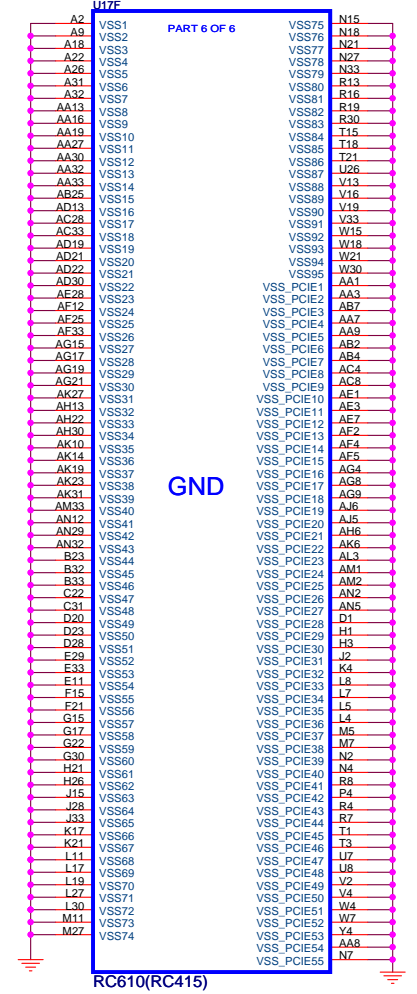 U17F
PART 6 OF 6
A2 VSS1
A9 VSS2
A18 VSS3
A22 VSS4
A26 VSS5
A31 VSS6
A32 VSS7
AA13 VSS8
AA16 VSS9
AA19 VSS10
AA27 VSS11
AA30 VSS12
AA32 VSS13
AA33 VSS14
AB25 VSS15
AD13 VSS16
AC28 VSS17
AC33 VSS18
AD19 VSS19
AD21 VSS20
AD22 VSS21
AD30 VSS22
AE28 VSS23
AF12 VSS24
AF25 VSS25
AF33 VSS26
AG15 VSS27
AG17 VSS28
AG19 VSS29
AG21 VSS30
AK27 VSS31
AH13 VSS32
AH22 VSS33
AH30 VSS34
AK10 VSS35
AK14 VSS36
AK19 VSS37
AK23 VSS38
AK31 VSS39
AM33 VSS40
AN12 VSS41
AN29 VSS42
AN32 VSS43
B23 VSS44
B32 VSS45
B33 VSS46
C22 VSS47
C31 VSS48
D20 VSS49
D23 VSS50
D28 VSS51
E29 VSS52
E33 VSS53
E11 VSS54
F15 VSS55
F21 VSS56
G15 VSS57
G17 VSS58
G22 VSS59
G30 VSS60
H21 VSS61
H26 VSS62
J15 VSS63
J28 VSS64
J33 VSS65
K17 VSS66
K21 VSS67
L11 VSS68
L17 VSS69
L19 VSS70
L27 VSS71
L30 VSS72
M11 VSS73
M27 VSS74
GND
VSS75 N15
VSS76 N18
VSS77 N21
VSS78 N27
VSS79 N33
VSS80 R13
VSS81 R16
VSS82 R19
VSS83 R30
VSS84 T15
VSS85 T18
VSS86 T21
VSS87 U26
VSS88 V13
VSS89 V16
VSS90 V19
VSS91 V33
VSS92 W15
VSS93 W18
VSS94 W21
VSS95 W30
VSS_PCIE1 AA1
VSS_PCIE2 AA3
VSS_PCIE3 AB7
VSS_PCIE4 AA7
VSS_PCIE5 AA9
VSS_PCIE6 AB2
VSS_PCIE7 AB4
VSS_PCIE8 AC4
VSS_PCIE9 AC8
VSS_PCIE10 AE1
VSS_PCIE11 AE3
VSS_PCIE12 AE7
VSS_PCIE13 AF2
VSS_PCIE14 AF4
VSS_PCIE15 AF5
VSS_PCIE16 AG4
VSS_PCIE17 AG8
VSS_PCIE18 AG9
VSS_PCIE19 AJ6
VSS_PCIE20 AJ5
VSS_PCIE21 AH6
VSS_PCIE22 AK6
VSS_PCIE23 AL3
VSS_PCIE24 AM1
VSS_PCIE25 AM2
VSS_PCIE26 AN2
VSS_PCIE27 AN5
VSS_PCIE28 D1
VSS_PCIE29 H1
VSS_PCIE30 H3
VSS_PCIE31 J2
VSS_PCIE32 K4
VSS_PCIE33 L8
VSS_PCIE34 L7
VSS_PCIE35 L5
VSS_PCIE36 L4
VSS_PCIE37 M5
VSS_PCIE38 M7
VSS_PCIE39 N2
VSS_PCIE40 N4
VSS_PCIE41 R8
VSS_PCIE42 P4
VSS_PCIE43 R4
VSS_PCIE44 R7
VSS_PCIE45 T1
VSS_PCIE46 T3
VSS_PCIE47 U7
VSS_PCIE48 U8
VSS_PCIE49 V2
VSS_PCIE50 V4
VSS_PCIE51 W4
VSS_PCIE52 W7
VSS_PCIE53 Y4
VSS_PCIE54 AA8
VSS_PCIE55 N7
RC610(RC415)